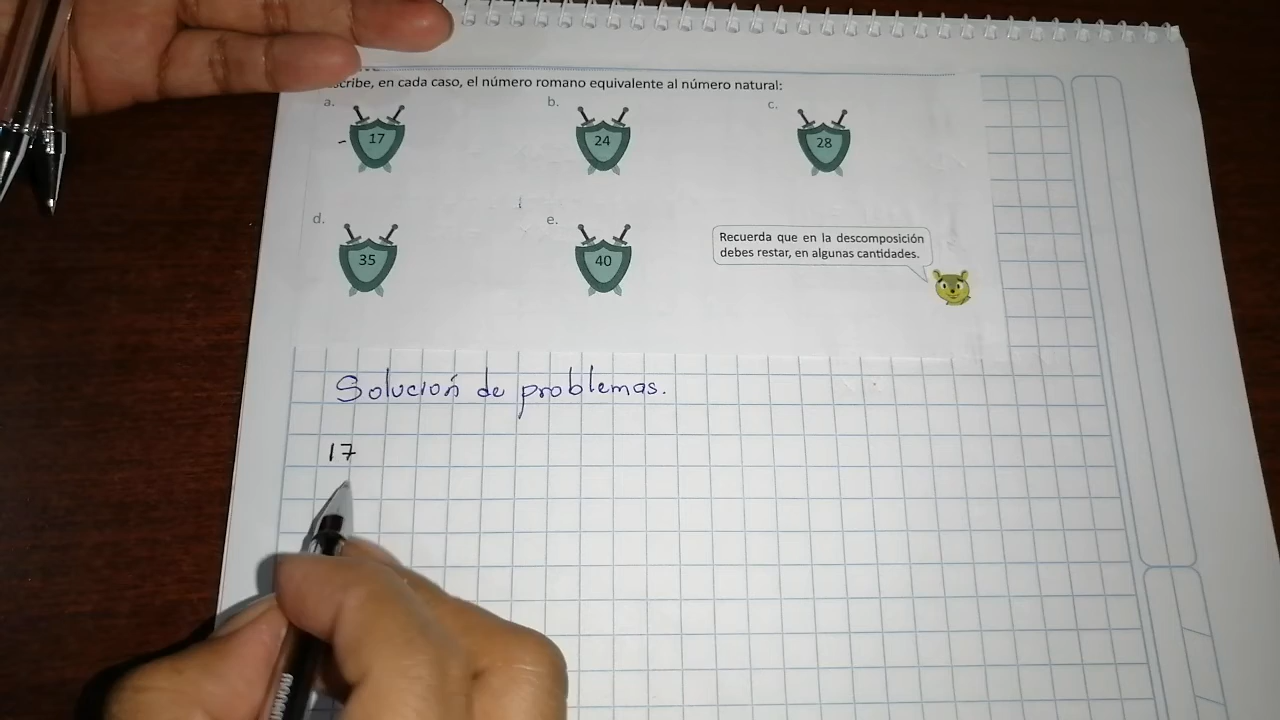 scribe, en cada caso, el número romano equivalente al número natural:
a. b. c.
17 24 28
d. e.
35 40
Recuerda que en la descomposición
debes restar, en algunas cantidades.
Solución de problemas.
17